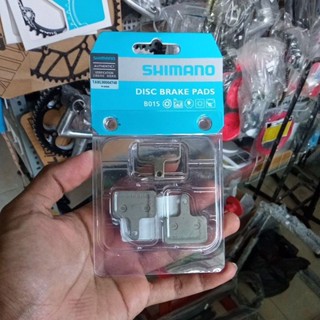 SHIMANO
DISC BRAKE PADS
B01S